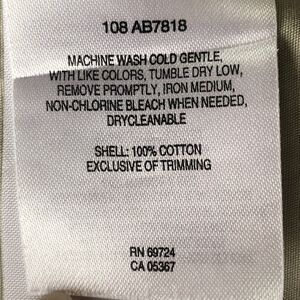 108 AB7818
MACHINE WASH COLD GENTLE,
WITH LIKE COLORS, TUMBLE DRY LOW,
REMOVE PROMPTLY, IRON MEDIUM,
NON-CHLORINE BLEACH WHEN NEEDED,
DRYCLEANABLE
SHELL: 100% COTTON
EXCLUSIVE OF TRIMMING
RN 69724
CA 05367